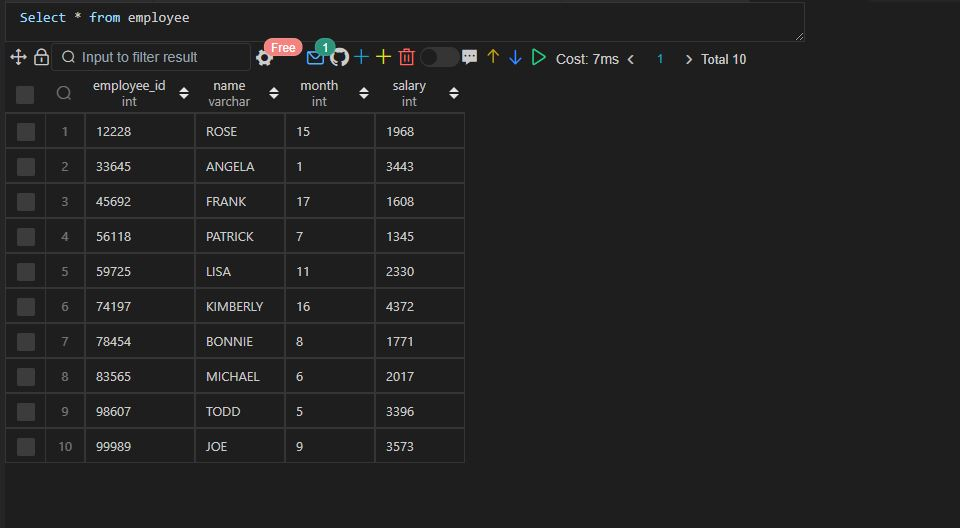 Select * from employee
Input to filter result Free 1 Cost: 7ms 1 Total 10
employee_id name month salary
int varchar int int
1 12228 ROSE 15 1968
2 33645 ANGELA 1 3443
3 45692 FRANK 17 1608
4 56118 PATRICK 7 1345
5 59725 LISA 11 2330
6 74197 KIMBERLY 16 4372
7 78454 BONNIE 8 1771
8 83565 MICHAEL 6 2017
9 98607 TODD 5 3396
10 99989 JOE 9 3573